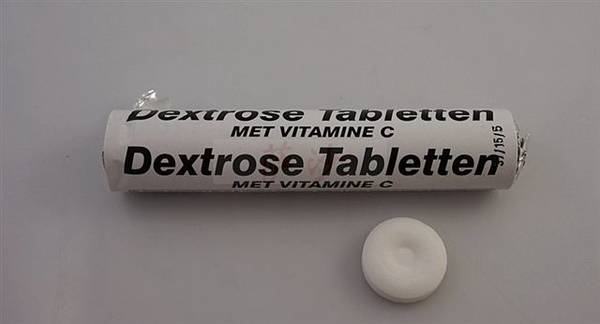 Dextrose Tabletten
MET VITAMINE C
Dextrose Tabletten
MET VITAMINE C